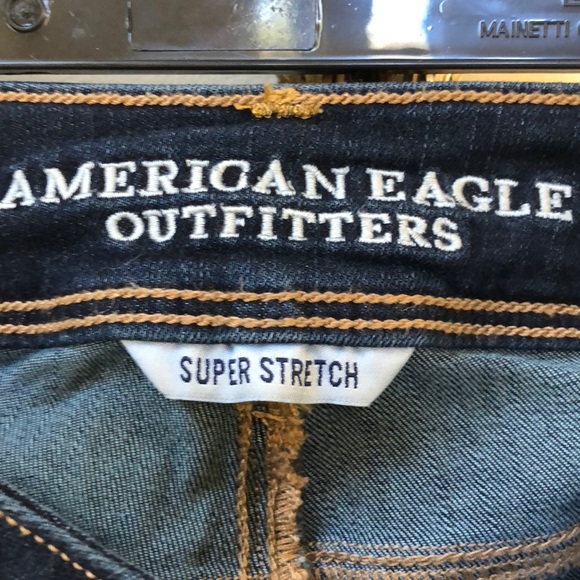 MAINETTI
AMERICAN EAGLE
OUTFITTERS
SUPER STRETCH